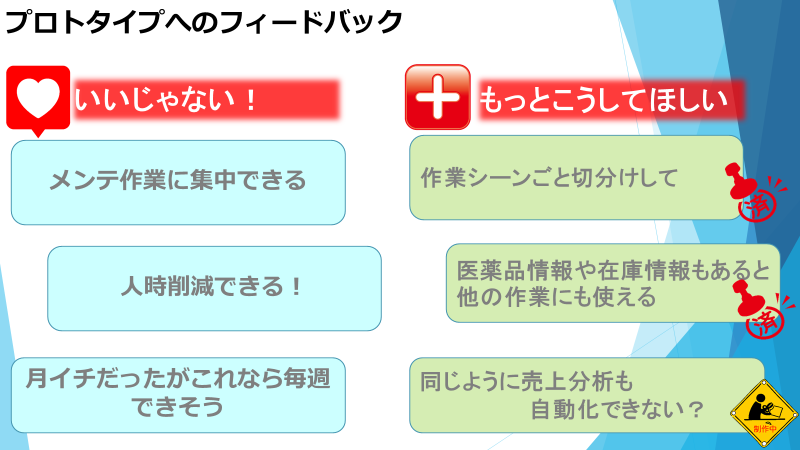 プロトタイプへのフィードバック
いいじゃない！
メンテ作業に集中できる
人時削減できる！
月イチだったがこれなら毎週
できそう
もっとこうしてほしい
作業シーンごと切分けして
済
医薬品情報や在庫情報もあると
他の作業にも使える
済
同じように売上分析も
自動化できない？
制作中